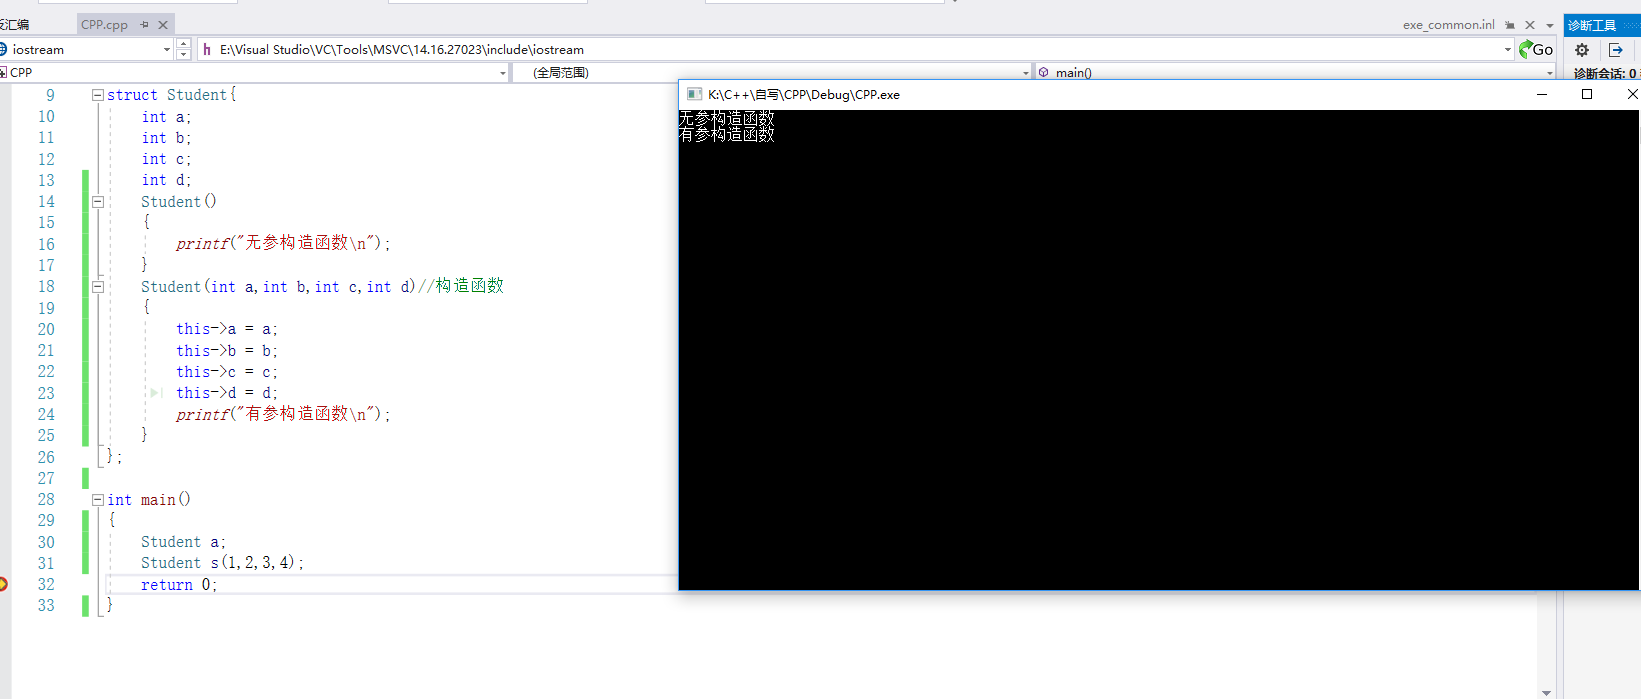 汇编 CPP.cpp exe_common.inl 诊断工具
iostream h E:\Visual Studio\VC\Tools\MSVC\14.16.27023\include\iostream Go
CPP (全局范围) main() 诊断会话: 0
K:\C++\自写\CPP\Debug\CPP.exe
无参构造函数
有参构造函数
9 struct Student{
10 int a;
11 int b;
12 int c;
13 int d;
14 Student()
15 {
16 printf("无参构造函数\n");
17 }
18 Student(int a,int b,int c,int d)//构造函数
19 {
20 this->a = a;
21 this->b = b;
22 this->c = c;
23 this->d = d;
24 printf("有参构造函数\n");
25 }
26 };
27
28 int main()
29 {
30 Student a;
31 Student s(1,2,3,4);
32 return 0;
33 }